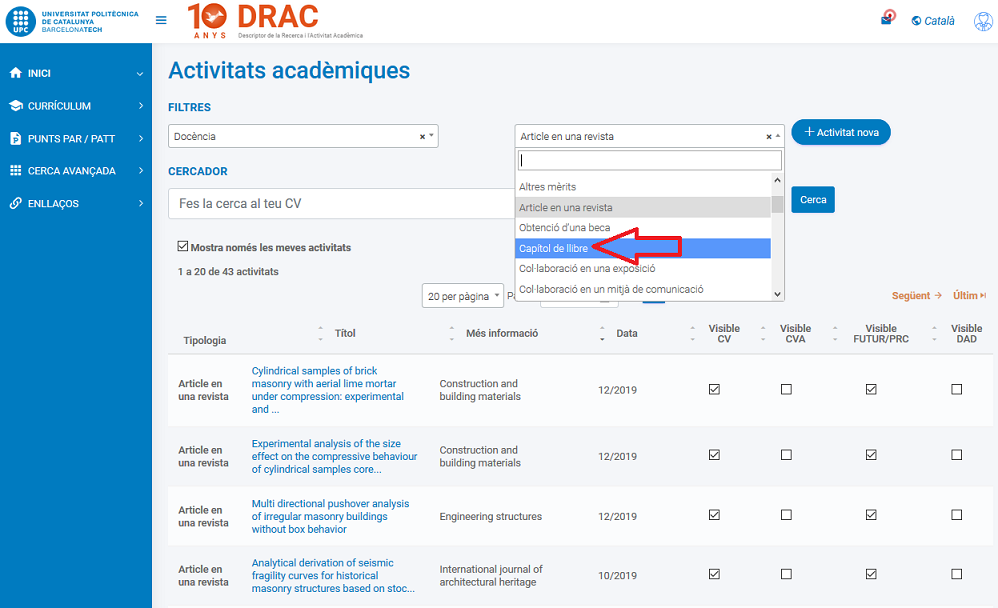 UNIVERSITAT POLITÈCNICA
DE CATALUNYA
BARCELONATECH
UPC
10
ANYS
DRAC
Descriptor de la Recerca i l'Activitat Acadèmica
Català
INICI
CURRÍCULUM
PUNTS PAR / PATT
CERCA AVANÇADA
ENLLAÇOS
Activitats acadèmiques
FILTRES
Docència
Article en una revista
Activitat nova
CERCADOR
Fes la cerca al teu CV
Cerca
Altres mèrits
Article en una revista
Obtenció d'una beca
Capítol de llibre
Col·laboració en una exposició
Col·laboració en un mitjà de comunicació
Mostra només les meves activitats
1 a 20 de 43 activitats
20 per pàgina
Següent
Últim
Tipologia
Títol
Més informació
Data
Visible
CV
Visible
CVA
Visible
FUTUR/PRC
Visible
DAD
Article en
una revista
Cylindrical samples of brick
masonry with aerial lime mortar
under compression: experimental
and ...
Construction and
building materials
12/2019
Article en
una revista
Experimental analysis of the size
effect on the compressive behaviour
of cylindrical samples core...
Construction and
building materials
12/2019
Article en
una revista
Multi directional pushover analysis
of irregular masonry buildings
without box behavior
Engineering structures
12/2019
Article en
una revista
Analytical derivation of seismic
fragility curves for historical
masonry structures based on stoc...
International journal of
architectural heritage
10/2019